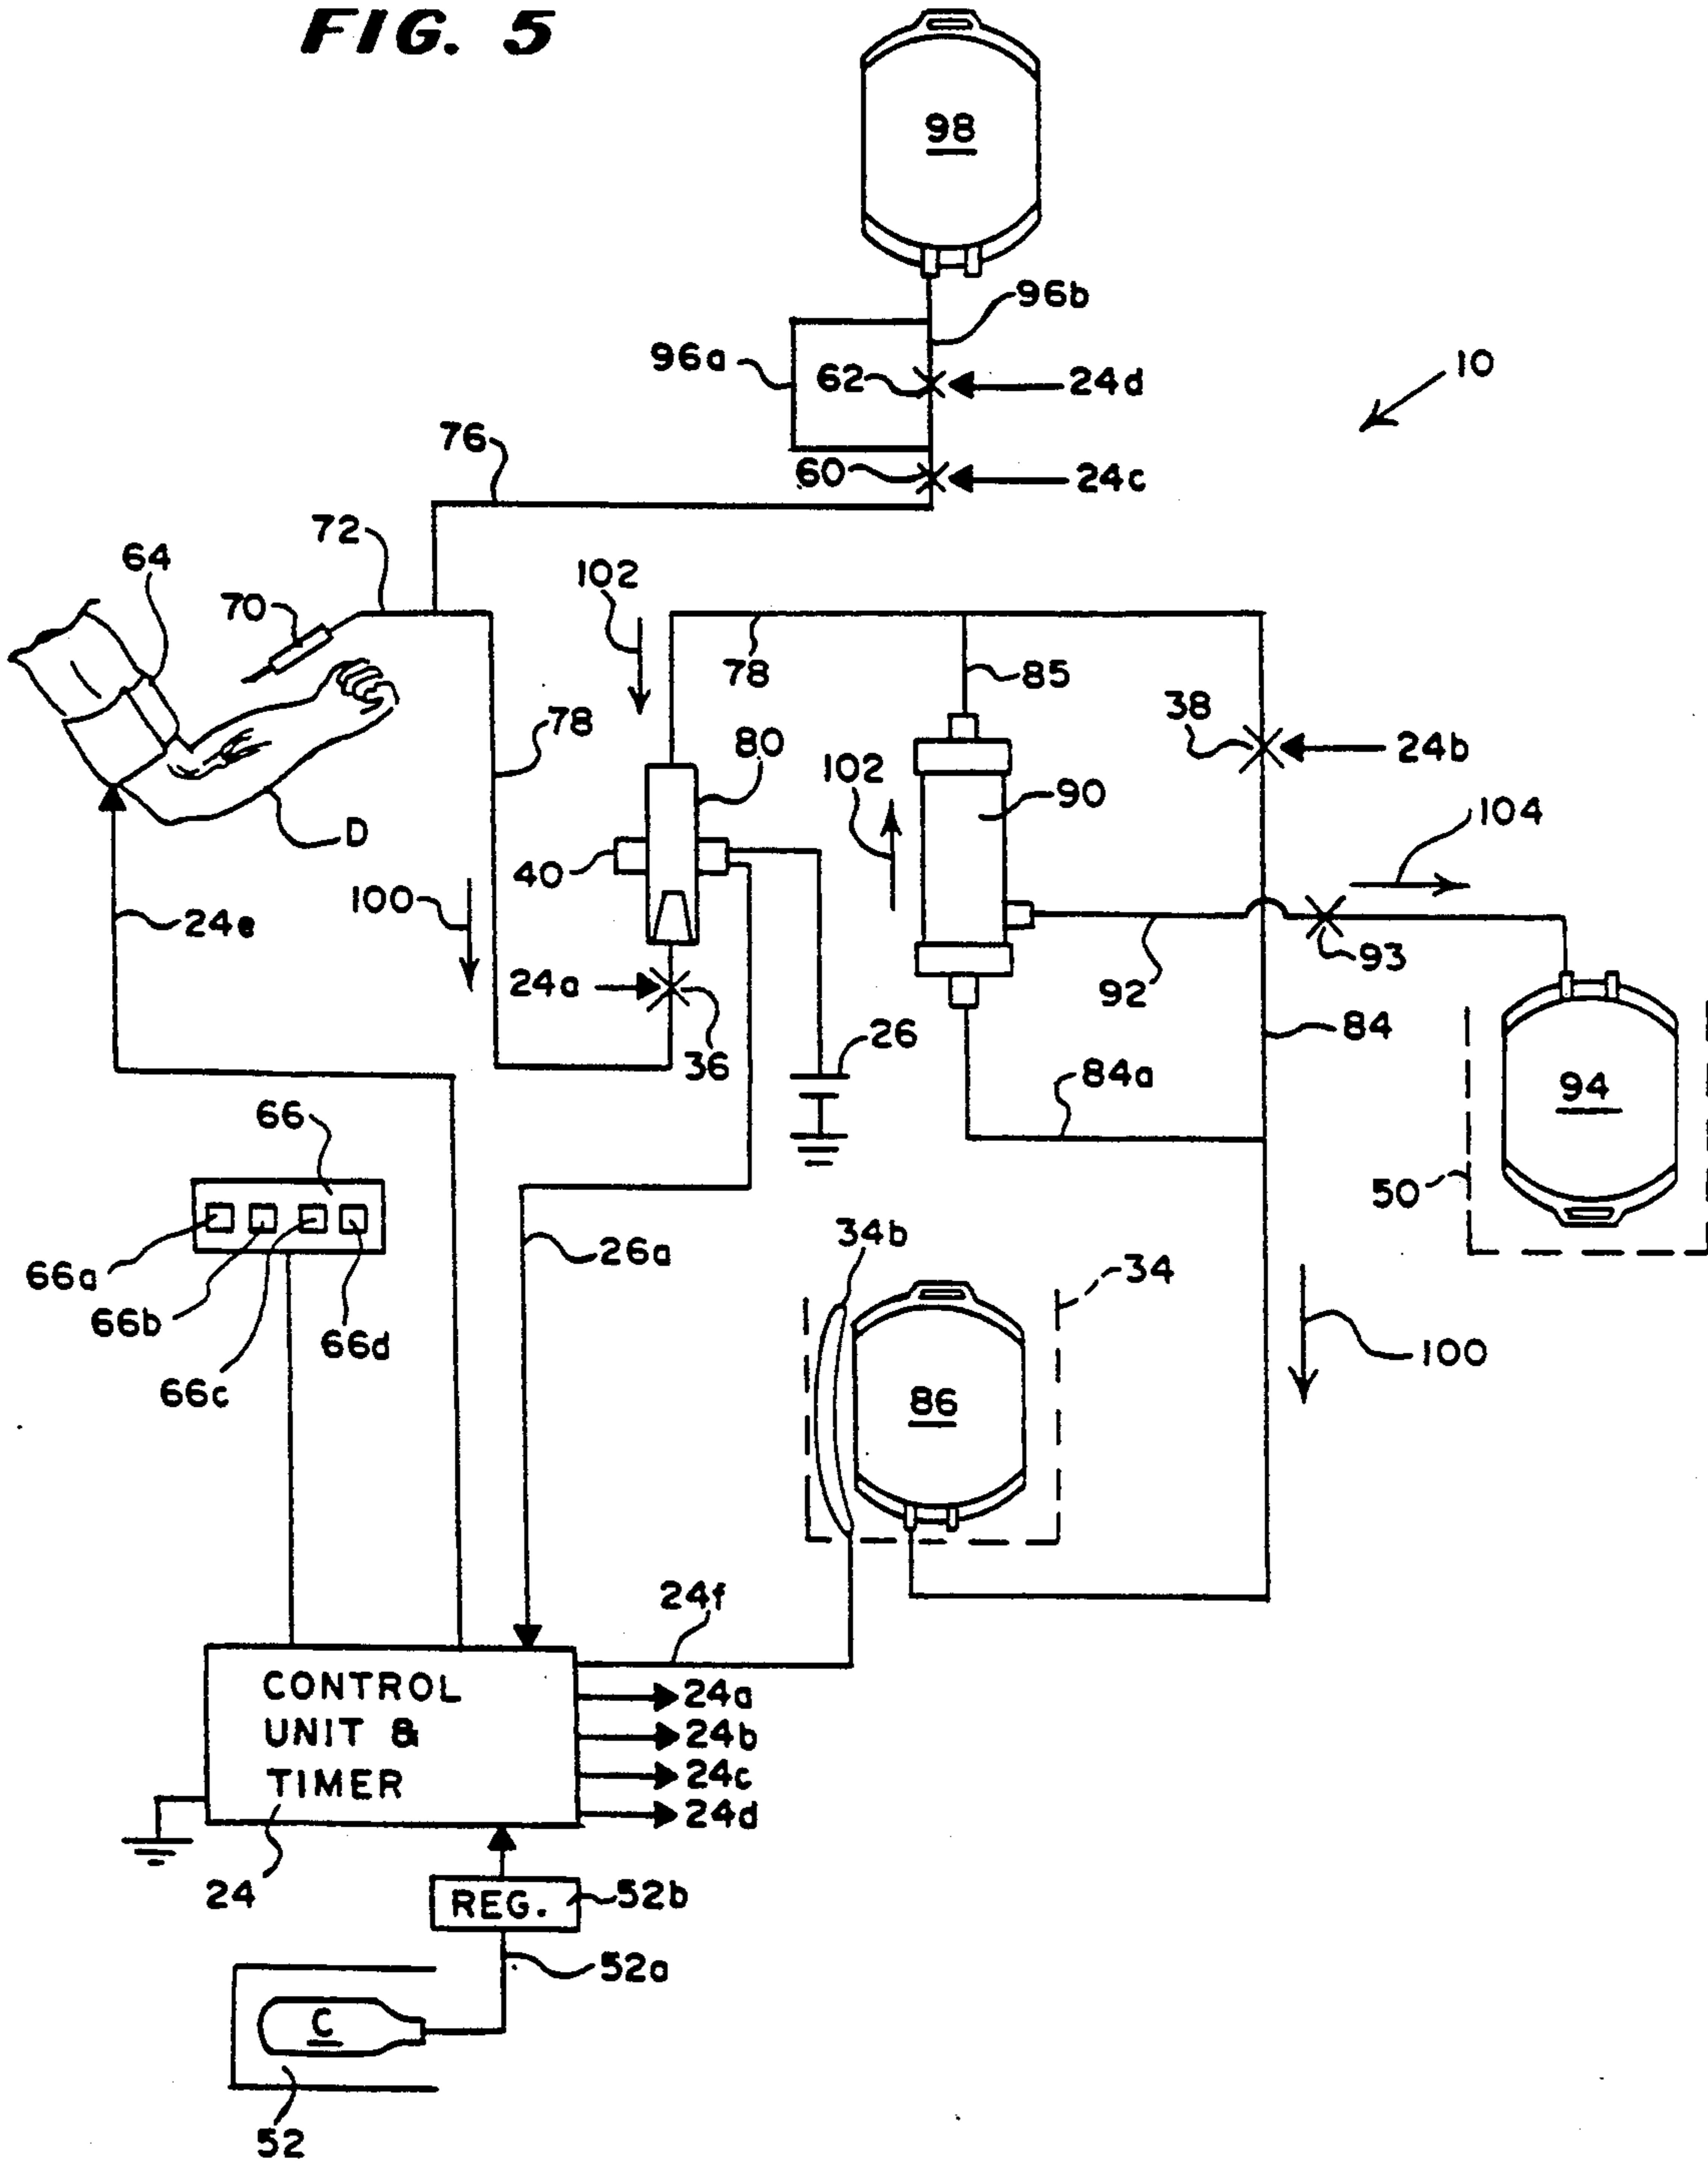 FIG. 5
98
96b
96a
62
24d
10
76
60
24c
72
64
102
70
78
85
38
78
80
24b
102
90
104
D
40
100
24e
24a
93
92
36
26
84
84a
94
66
50
34b
26a
34
66a
66b
66d
100
66c
86
24f
CONTROL
UNIT &
TIMER
24a
24b
24c
24d
24
REG.
52b
52a
C
52